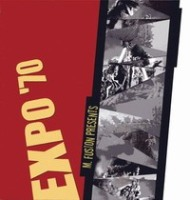 EXPO '70
M. FUSION PRESENTS